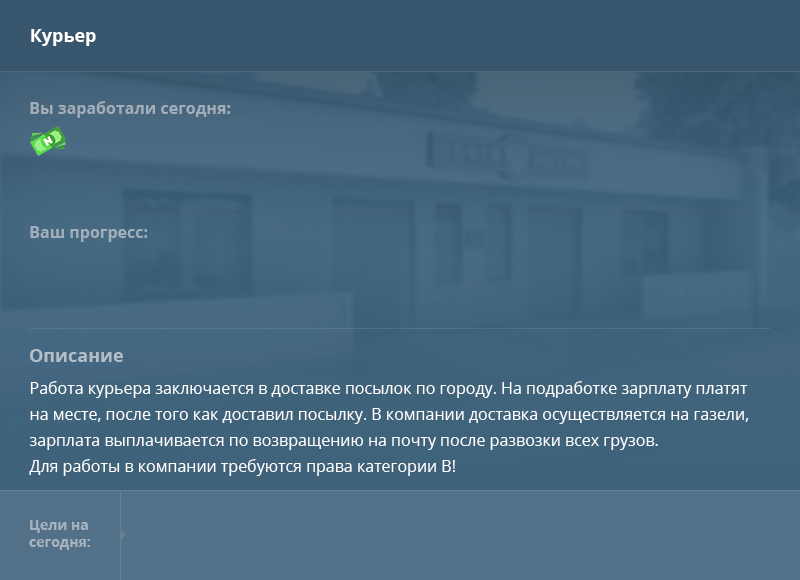 Курьер
Вы заработали сегодня:
N
Ваш прогресс:
Описание
Работа курьера заключается в доставке посылок по городу. На подработке зарплату платят
на месте, после того как доставил посылку. В компании доставка осуществляется на газели,
зарплата выплачивается по возвращению на почту после развозки всех грузов.
Для работы в компании требуются права категории B!
Цели на
сегодня: